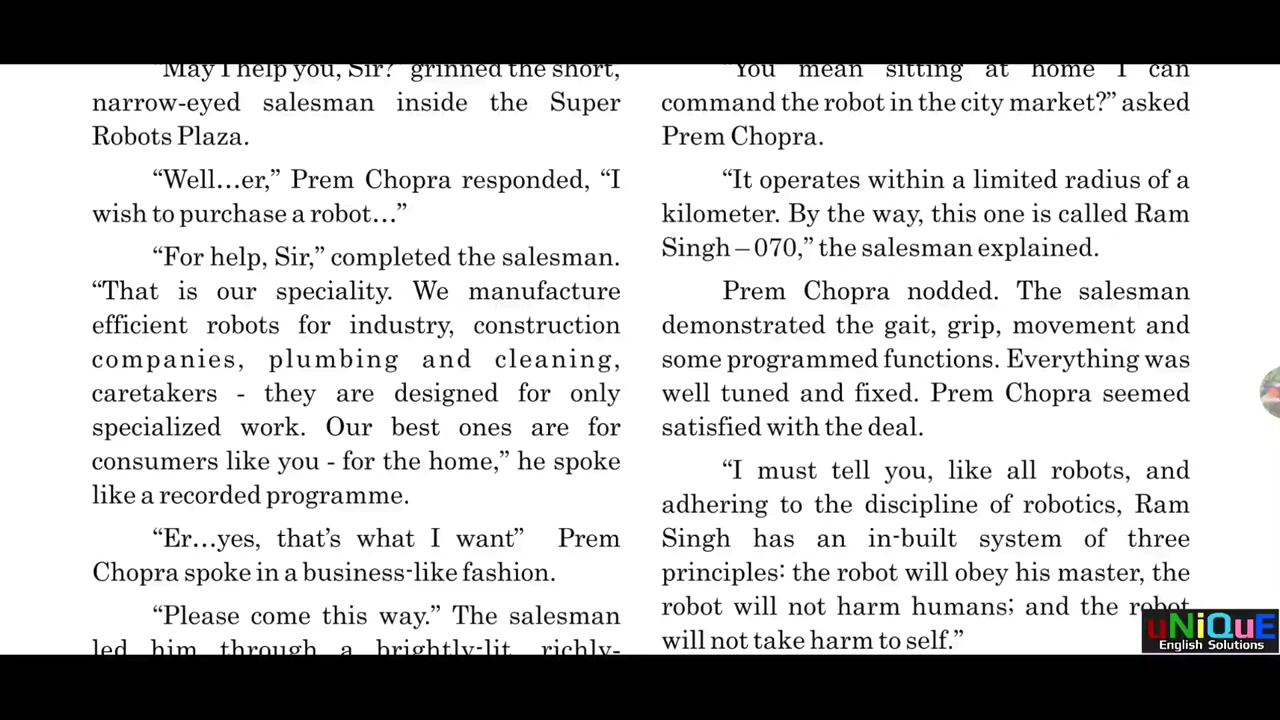 "May I help you, Sir?" grinned the short,
narrow-eyed salesman inside the Super
Robots Plaza.
"Well...er," Prem Chopra responded, "I
wish to purchase a robot..."
"For help, Sir," completed the salesman.
"That is our speciality. We manufacture
efficient robots for industry, construction
companies, plumbing and cleaning,
caretakers - they are designed for only
specialized work. Our best ones are for
consumers like you - for the home," he spoke
like a recorded programme.
"Er...yes, that's what I want" Prem
Chopra spoke in a business-like fashion.
"Please come this way." The salesman
led him through a brightly-lit, richly-
"You mean sitting at home I can
command the robot in the city market?" asked
Prem Chopra.
"It operates within a limited radius of a
kilometer. By the way, this one is called Ram
Singh – 070," the salesman explained.
Prem Chopra nodded. The salesman
demonstrated the gait, grip, movement and
some programmed functions. Everything was
well tuned and fixed. Prem Chopra seemed
satisfied with the deal.
"I must tell you, like all robots, and
adhering to the discipline of robotics, Ram
Singh has an in-built system of three
principles: the robot will obey his master, the
robot will not harm humans; and the robot
will not take harm to self."
uNiQuE
English Solutions